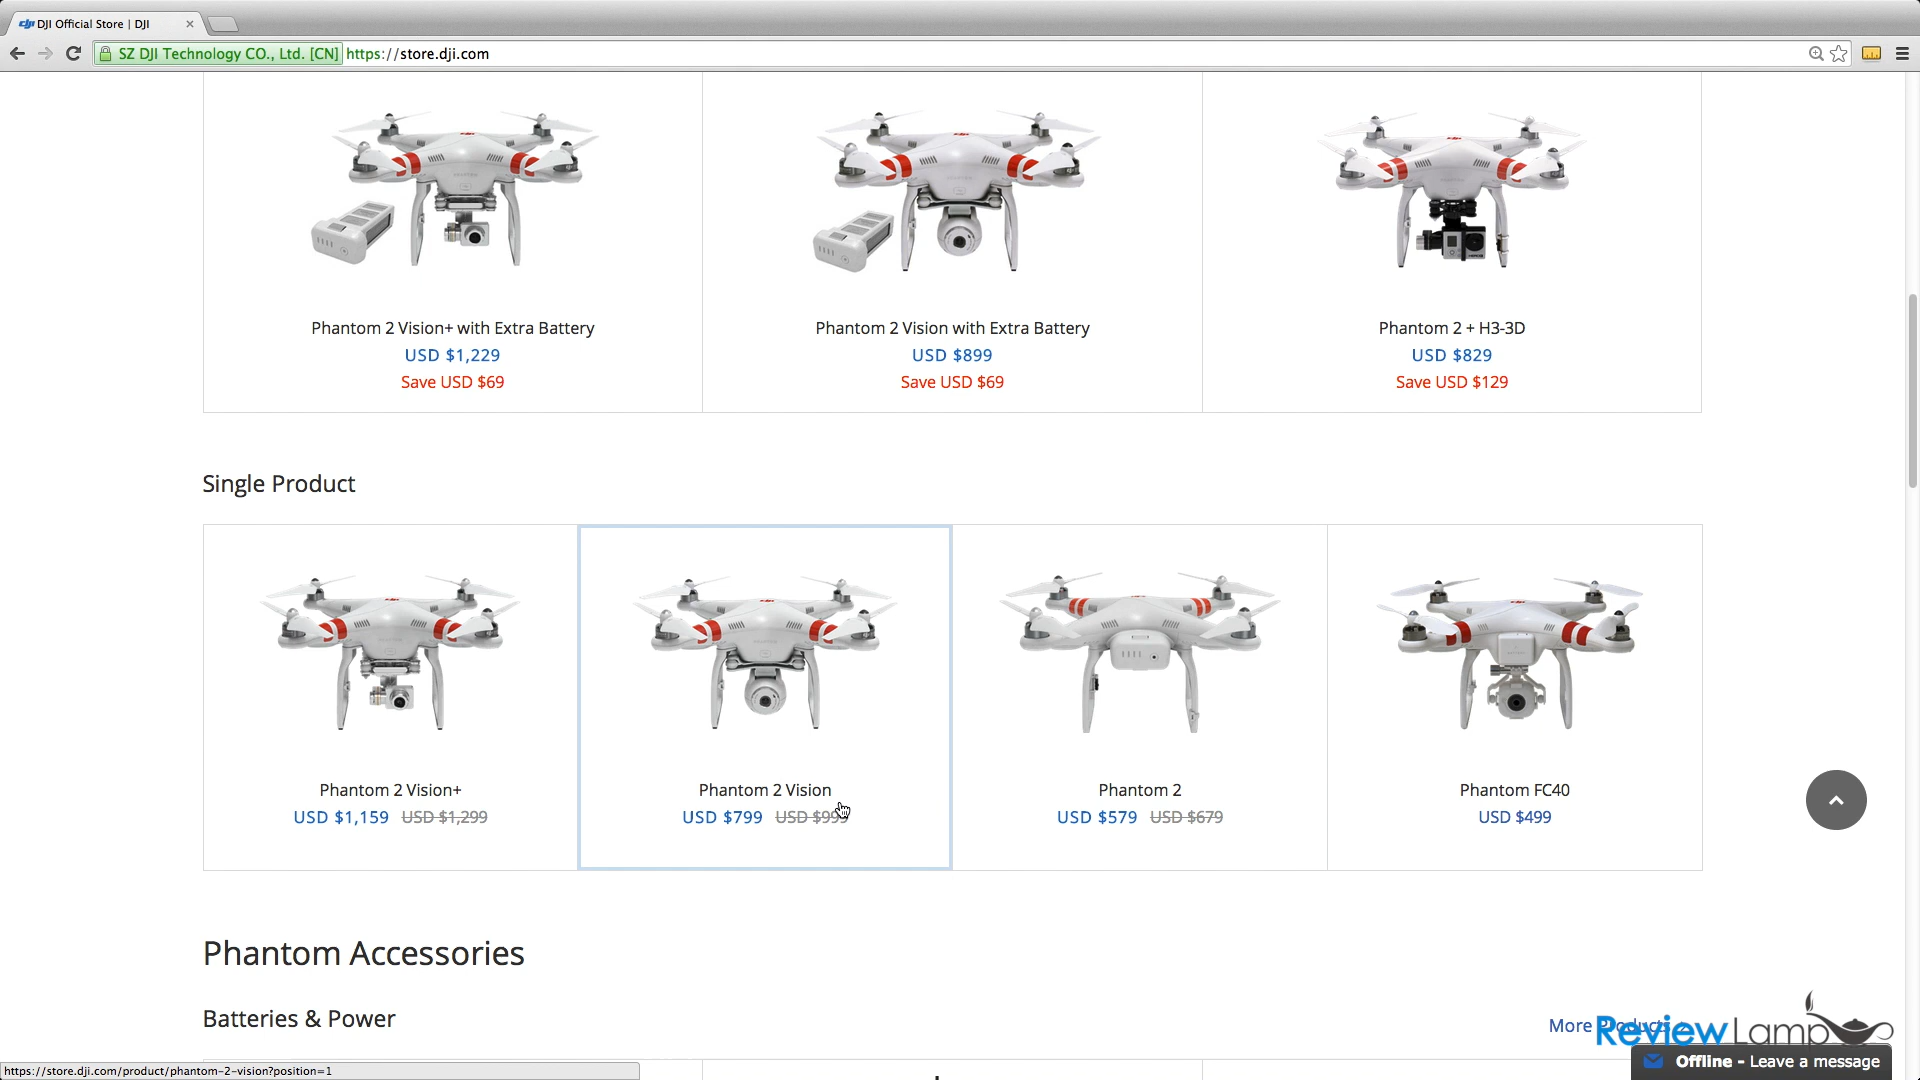 DJI Official Store | DJI
SZ DJI Technology CO., Ltd. [CN] https://store.dji.com
Phantom 2 Vision+ with Extra Battery
USD $1,229
Save USD $69
Phantom 2 Vision with Extra Battery
USD $899
Save USD $69
Phantom 2 + H3-3D
USD $829
Save USD $129
Single Product
Phantom 2 Vision+
USD $1,159 USD $1,299
Phantom 2 Vision
USD $799 USD $999
Phantom 2
USD $579 USD $679
Phantom FC40
USD $499
Phantom Accessories
Batteries & Power
More Products
ReviewLamp
Offline - Leave a message
https://store.dji.com/product/phantom-2-vision?position=1